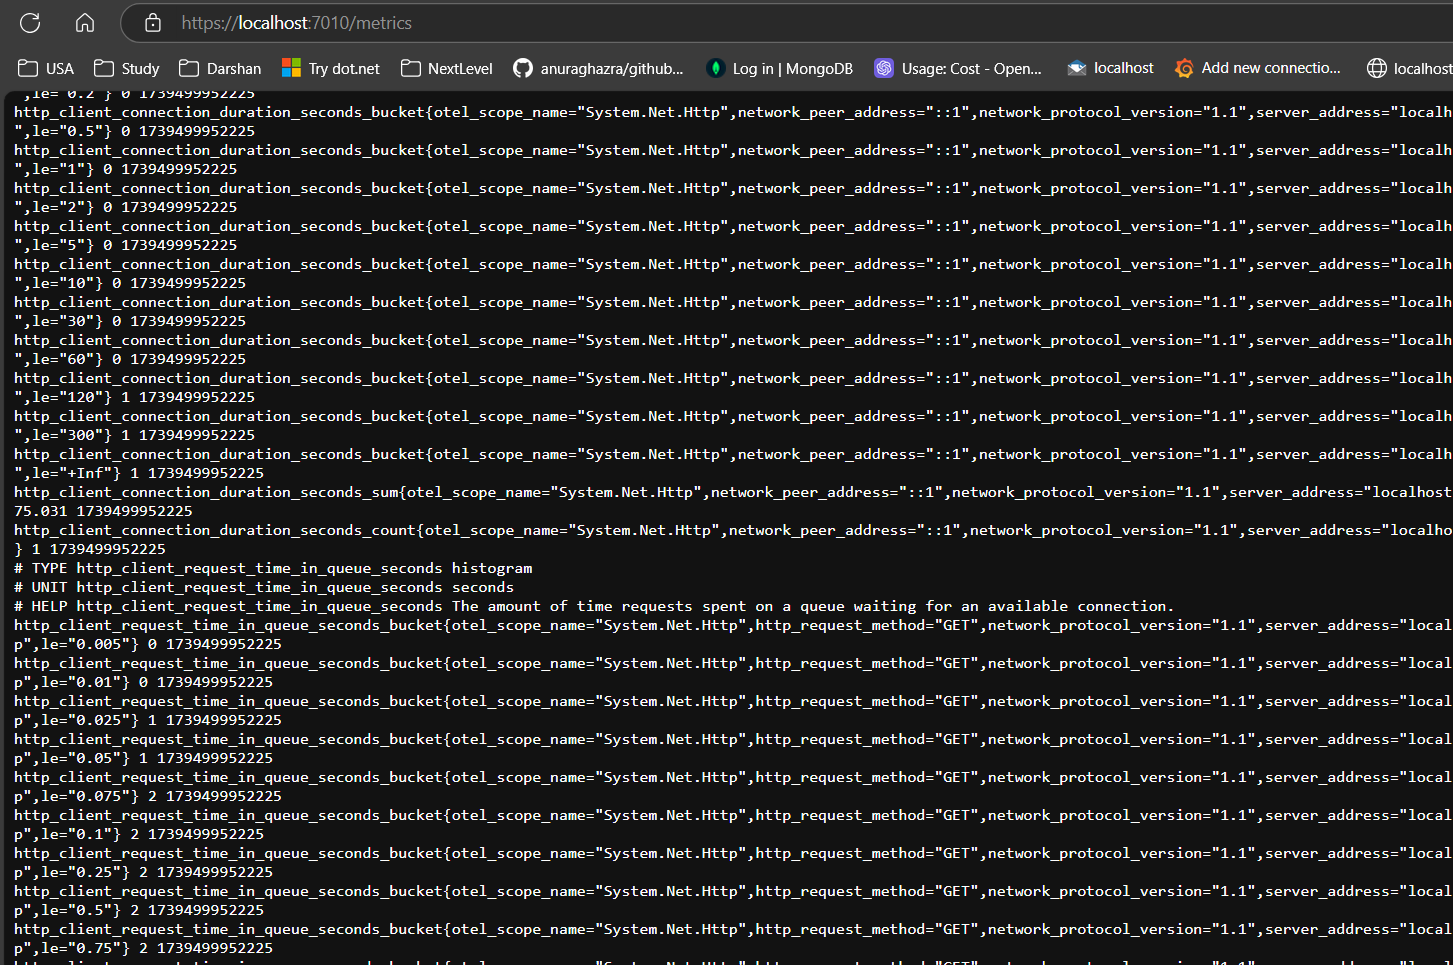 https://localhost:7010/metrics
USA Study Darshan Try dot.net NextLevel anuraghazra/github... Log in | MongoDB Usage: Cost - Open... localhost Add new connectio... localhos
",le="0.2"} 0 1739499952225
http_client_connection_duration_seconds_bucket{otel_scope_name="System.Net.Http",network_peer_address="::1",network_protocol_version="1.1",server_address="localh
",le="0.5"} 0 1739499952225
http_client_connection_duration_seconds_bucket{otel_scope_name="System.Net.Http",network_peer_address="::1",network_protocol_version="1.1",server_address="localh
",le="1"} 0 1739499952225
http_client_connection_duration_seconds_bucket{otel_scope_name="System.Net.Http",network_peer_address="::1",network_protocol_version="1.1",server_address="localh
",le="2"} 0 1739499952225
http_client_connection_duration_seconds_bucket{otel_scope_name="System.Net.Http",network_peer_address="::1",network_protocol_version="1.1",server_address="localh
",le="5"} 0 1739499952225
http_client_connection_duration_seconds_bucket{otel_scope_name="System.Net.Http",network_peer_address="::1",network_protocol_version="1.1",server_address="localh
",le="10"} 0 1739499952225
http_client_connection_duration_seconds_bucket{otel_scope_name="System.Net.Http",network_peer_address="::1",network_protocol_version="1.1",server_address="localh
",le="30"} 0 1739499952225
http_client_connection_duration_seconds_bucket{otel_scope_name="System.Net.Http",network_peer_address="::1",network_protocol_version="1.1",server_address="localh
",le="60"} 0 1739499952225
http_client_connection_duration_seconds_bucket{otel_scope_name="System.Net.Http",network_peer_address="::1",network_protocol_version="1.1",server_address="localh
",le="120"} 1 1739499952225
http_client_connection_duration_seconds_bucket{otel_scope_name="System.Net.Http",network_peer_address="::1",network_protocol_version="1.1",server_address="localh
",le="300"} 1 1739499952225
http_client_connection_duration_seconds_bucket{otel_scope_name="System.Net.Http",network_peer_address="::1",network_protocol_version="1.1",server_address="localh
",le="+Inf"} 1 1739499952225
http_client_connection_duration_seconds_sum{otel_scope_name="System.Net.Http",network_peer_address="::1",network_protocol_version="1.1",server_address="localhost
75.031 1739499952225
http_client_connection_duration_seconds_count{otel_scope_name="System.Net.Http",network_peer_address="::1",network_protocol_version="1.1",server_address="localho
} 1 1739499952225
# TYPE http_client_request_time_in_queue_seconds histogram
# UNIT http_client_request_time_in_queue_seconds seconds
# HELP http_client_request_time_in_queue_seconds The amount of time requests spent on a queue waiting for an available connection.
http_client_request_time_in_queue_seconds_bucket{otel_scope_name="System.Net.Http",http_request_method="GET",network_protocol_version="1.1",server_address="local
p",le="0.005"} 0 1739499952225
http_client_request_time_in_queue_seconds_bucket{otel_scope_name="System.Net.Http",http_request_method="GET",network_protocol_version="1.1",server_address="local
p",le="0.01"} 0 1739499952225
http_client_request_time_in_queue_seconds_bucket{otel_scope_name="System.Net.Http",http_request_method="GET",network_protocol_version="1.1",server_address="local
p",le="0.025"} 1 1739499952225
http_client_request_time_in_queue_seconds_bucket{otel_scope_name="System.Net.Http",http_request_method="GET",network_protocol_version="1.1",server_address="local
p",le="0.05"} 1 1739499952225
http_client_request_time_in_queue_seconds_bucket{otel_scope_name="System.Net.Http",http_request_method="GET",network_protocol_version="1.1",server_address="local
p",le="0.075"} 2 1739499952225
http_client_request_time_in_queue_seconds_bucket{otel_scope_name="System.Net.Http",http_request_method="GET",network_protocol_version="1.1",server_address="local
p",le="0.1"} 2 1739499952225
http_client_request_time_in_queue_seconds_bucket{otel_scope_name="System.Net.Http",http_request_method="GET",network_protocol_version="1.1",server_address="local
p",le="0.25"} 2 1739499952225
http_client_request_time_in_queue_seconds_bucket{otel_scope_name="System.Net.Http",http_request_method="GET",network_protocol_version="1.1",server_address="local
p",le="0.5"} 2 1739499952225
http_client_request_time_in_queue_seconds_bucket{otel_scope_name="System.Net.Http",http_request_method="GET",network_protocol_version="1.1",server_address="local
p",le="0.75"} 2 1739499952225